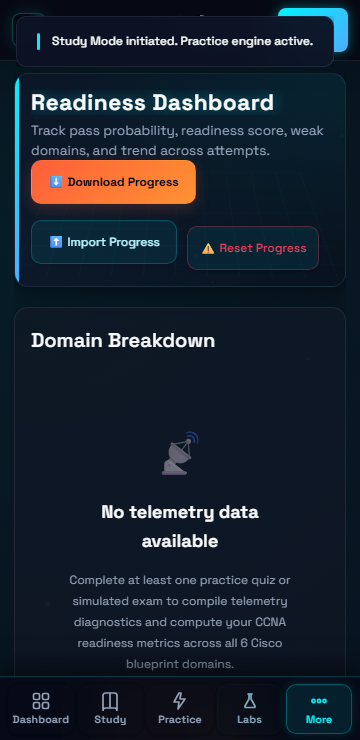 Study Mode initiated. Practice engine active.
Readiness Dashboard
Track pass probability, readiness score, weak
domains, and trend across attempts.
Download Progress
Import Progress
Reset Progress
Domain Breakdown
No telemetry data
available
Complete at least one practice quiz or
simulated exam to compile telemetry
diagnostics and compute your CCNA
readiness metrics across all 6 Cisco
blueprint domains.
Dashboard
Study
Practice
Labs
More